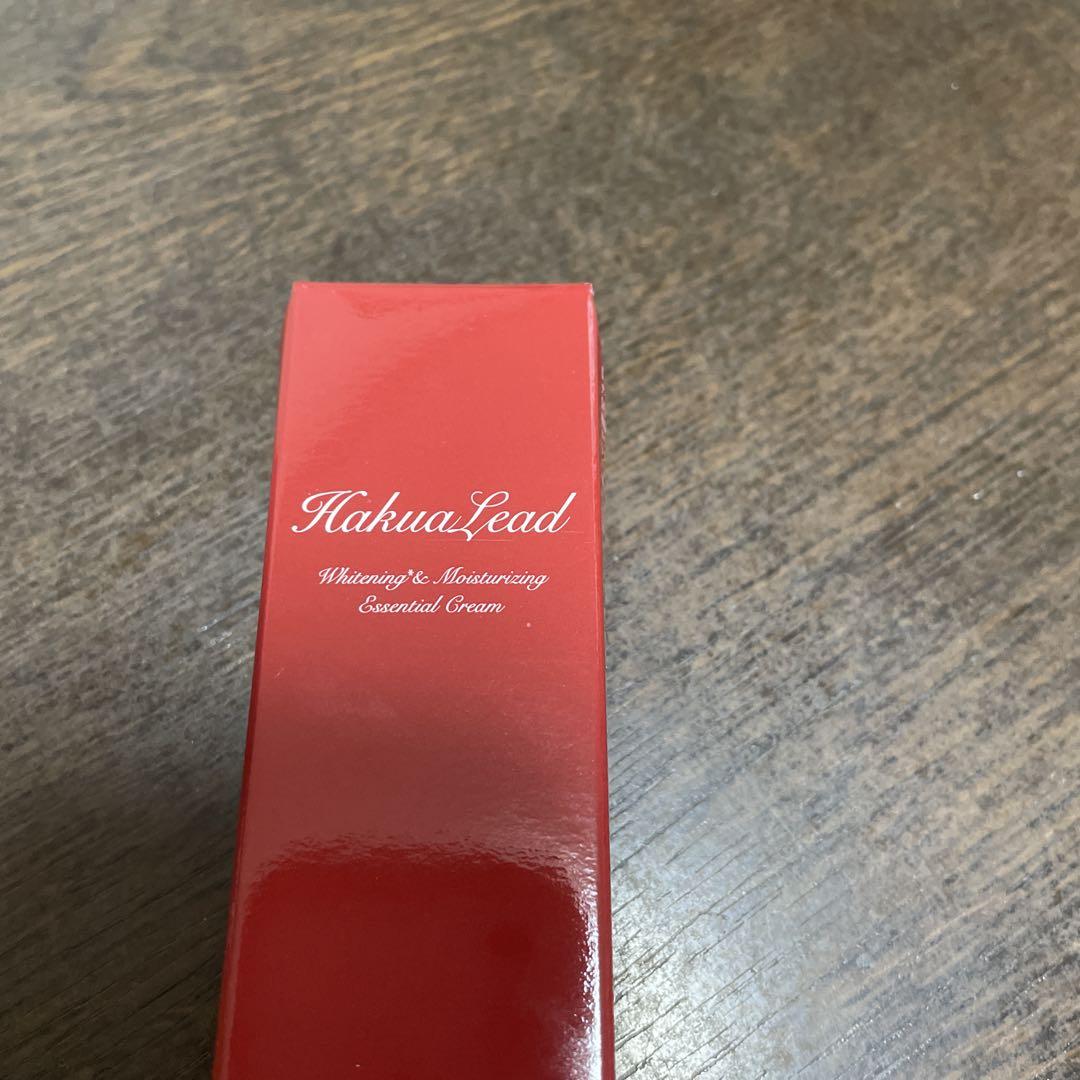 HakuaLead
Whitening*& Moisturizing
Essential Cream